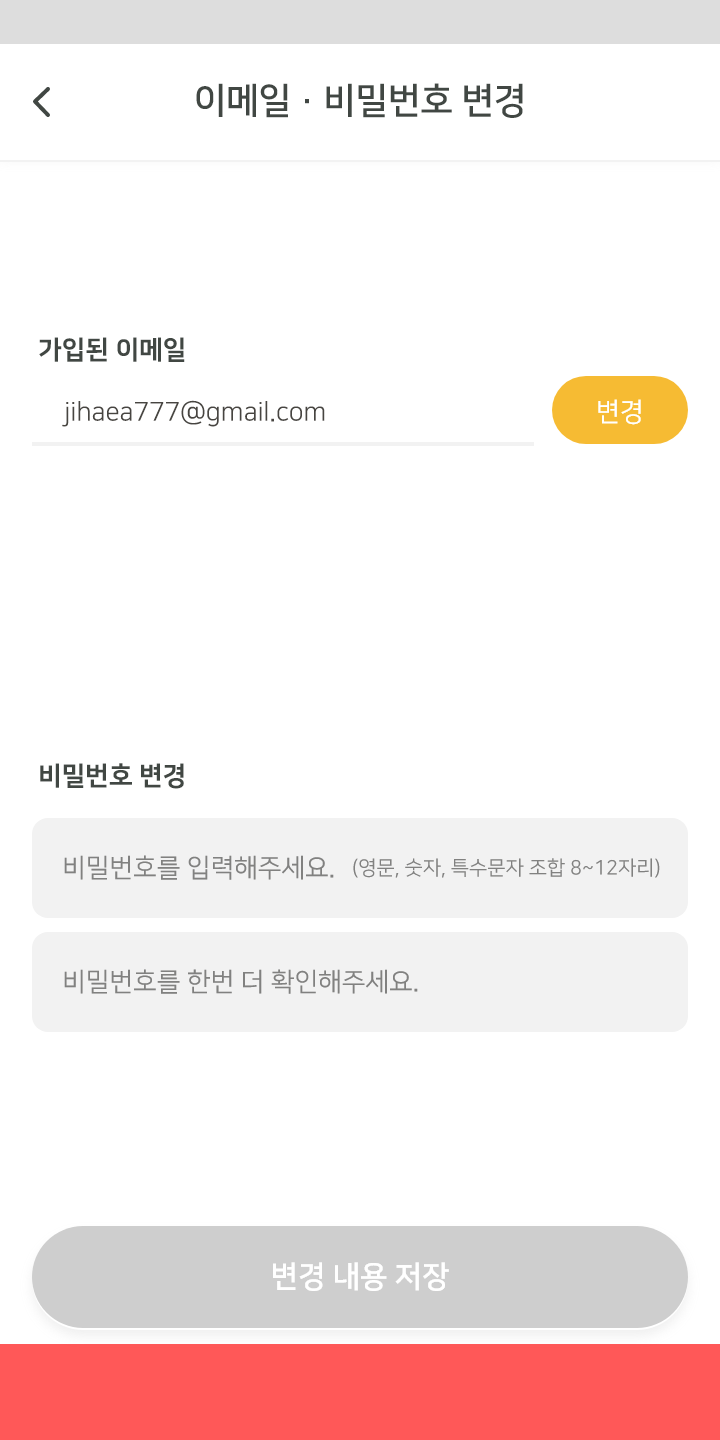 이메일 · 비밀번호 변경
가입된 이메일
jihaea777@gmail.com
변경
비밀번호 변경
비밀번호를 입력해주세요. (영문, 숫자, 특수문자 조합 8~12자리)
비밀번호를 한번 더 확인해주세요.
변경 내용 저장